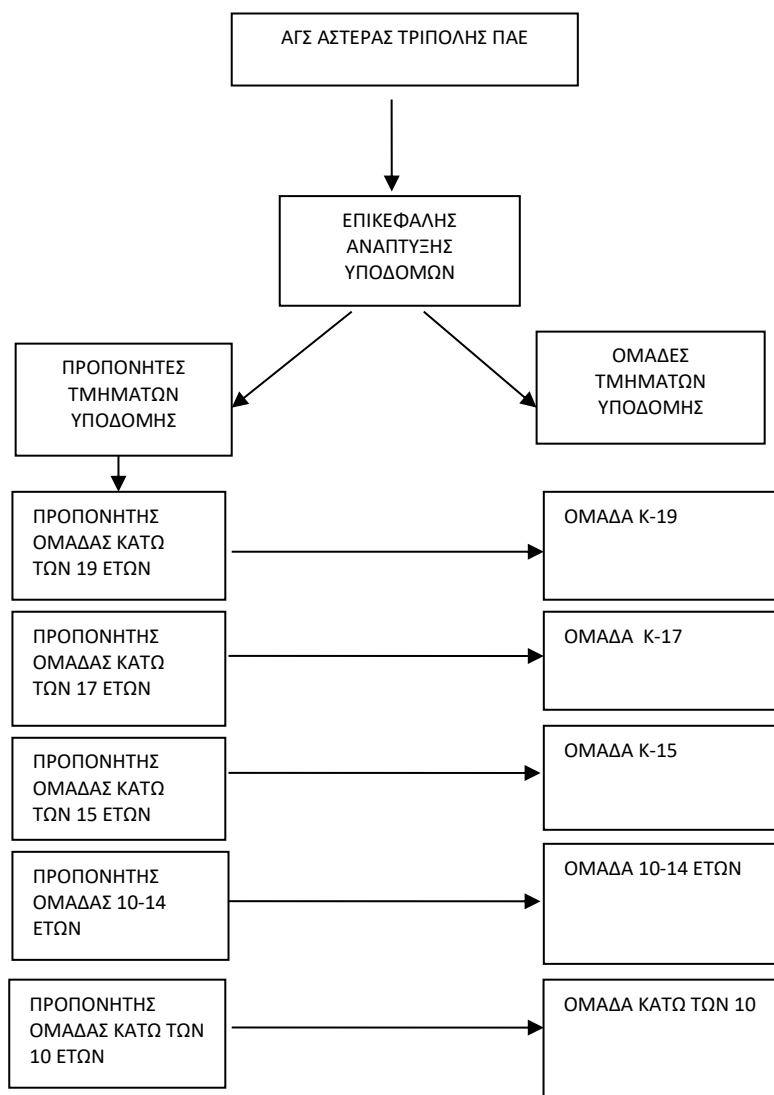 ΑΓΣ ΑΣΤΕΡΑΣ ΤΡΙΠΟΛΗΣ ΠΑΕ
ΕΠΙΚΕΦΑΛΗΣ
ΑΝΑΠΤΥΞΗΣ
ΥΠΟΔΟΜΩΝ
ΠΡΟΠΟΝΗΤΕΣ
ΤΜΗΜΑΤΩΝ
ΥΠΟΔΟΜΗΣ
ΟΜΑΔΕΣ
ΤΜΗΜΑΤΩΝ
ΥΠΟΔΟΜΗΣ
ΠΡΟΠΟΝΗΤΗΣ
ΟΜΑΔΑΣ ΚΑΤΩ
ΤΩΝ 19 ΕΤΩΝ
ΟΜΑΔΑ Κ-19
ΠΡΟΠΟΝΗΤΗΣ
ΟΜΑΔΑΣ ΚΑΤΩ
ΤΩΝ 17 ΕΤΩΝ
ΟΜΑΔΑ Κ-17
ΠΡΟΠΟΝΗΤΗΣ
ΟΜΑΔΑΣ ΚΑΤΩ
ΤΩΝ 15 ΕΤΩΝ
ΟΜΑΔΑ Κ-15
ΠΡΟΠΟΝΗΤΗΣ
ΟΜΑΔΑΣ 10-14
ΕΤΩΝ
ΟΜΑΔΑ 10-14 ΕΤΩΝ
ΠΡΟΠΟΝΗΤΗΣ
ΟΜΑΔΑΣ ΚΑΤΩ ΤΩΝ
10 ΕΤΩΝ
ΟΜΑΔΑ ΚΑΤΩ ΤΩΝ 10